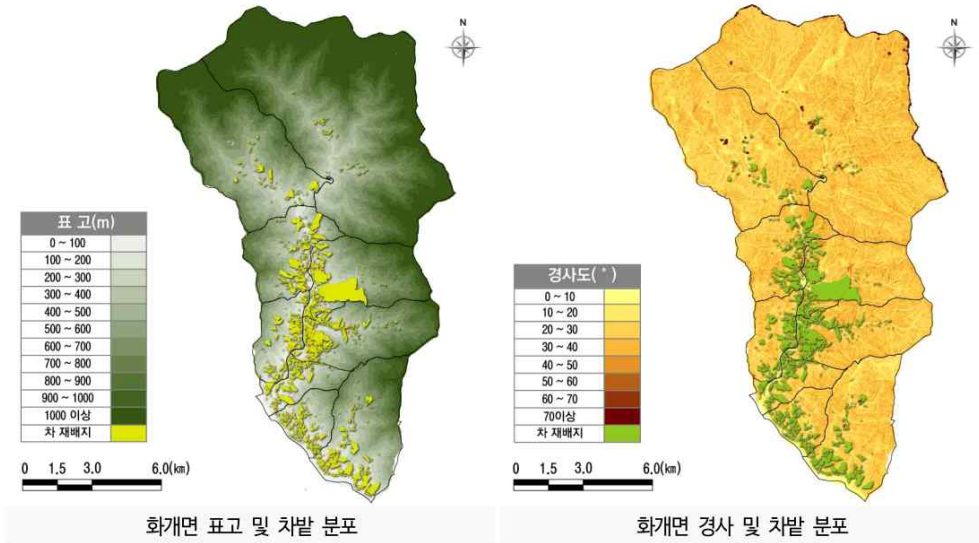 N
표 고(m)
0 ~ 100
100 ~ 200
200 ~ 300
300 ~ 400
400 ~ 500
500 ~ 600
600 ~ 700
700 ~ 800
800 ~ 900
900 ~ 1000
1000 이상
차 재배지
0 1.5 3.0 6.0(km)
화개면 표고 및 차밭 분포
N
경사도(°)
0 ~ 10
10 ~ 20
20 ~ 30
30 ~ 40
40 ~ 50
50 ~ 60
60 ~ 70
70이상
차 재배지
0 1.5 3.0 6.0(km)
화개면 경사 및 차밭 분포